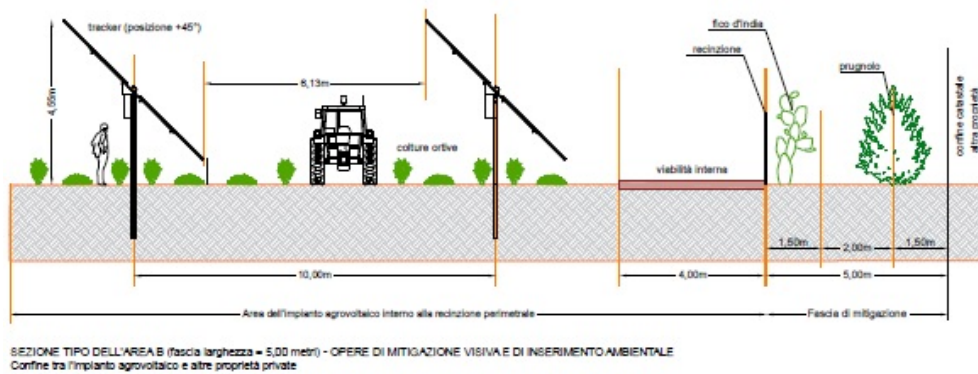 fico d'India
tracker (posizione +45°)
recinzione
6,13m
prugnolo
4,55m
confine catastale
altra proprietà
colture ortive
viabilità interna
1,50m
2,00m
1,50m
10,00m
4,00m
5,00m
Area dell'impianto agrovoltaico interno alla recinzione perimetrale
Fascia di mitigazione
SEZIONE TIPO DELL'AREA B (fascia larghezza = 5,00 metri) - OPERE DI MITIGAZIONE VISIVA E DI INSERIMENTO AMBIENTALE
Confine tra l'impianto agrovoltaico e altre proprietà private